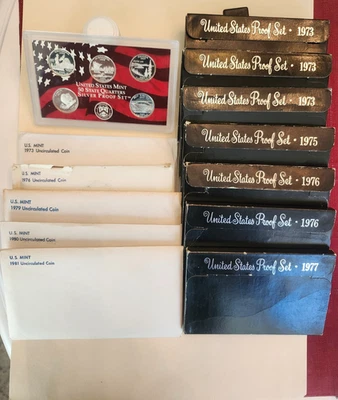 UNITED STATES MINT
50 STATE QUARTERS
SILVER PROOF SET
U.S. MINT
1973 Uncirculated Coin
U.S. MINT
1976 Uncirculated Coin
U.S. MINT
1979 Uncirculated Coin
U.S. MINT
1980 Uncirculated Coin
U.S. MINT
1981 Uncirculated Coin
United States Proof Set · 1973
United States Proof Set · 1973
United States Proof Set · 1973
United States Proof Set · 1975
United States Proof Set · 1976
United States Proof Set · 1976
United States Proof Set · 1977